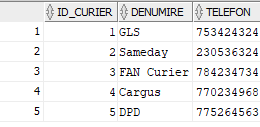 ID_CURIER DENUMIRE TELEFON
1 1 GLS 753424324
2 2 Sameday 230536324
3 3 FAN Curier 784234734
4 4 Cargus 770234968
5 5 DPD 775264563